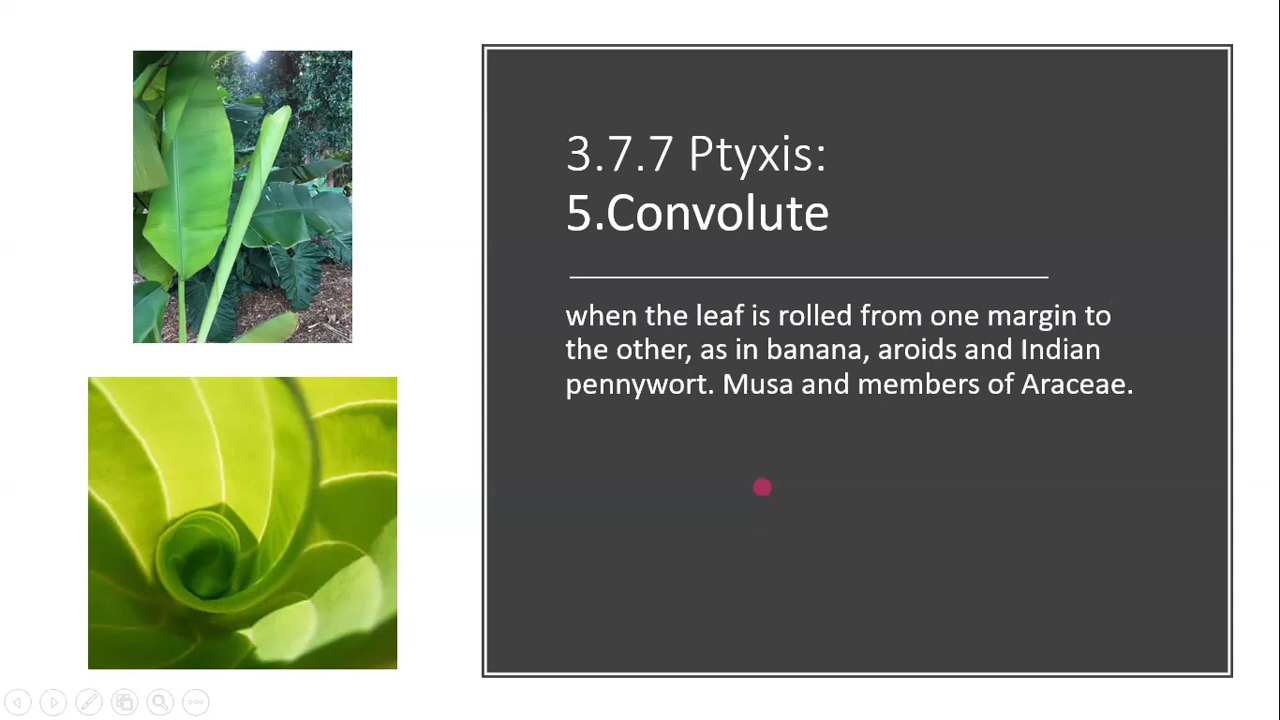 3.7.7 Ptyxis:
5.Convolute
when the leaf is rolled from one margin to
the other, as in banana, aroids and Indian
pennywort. Musa and members of Araceae.